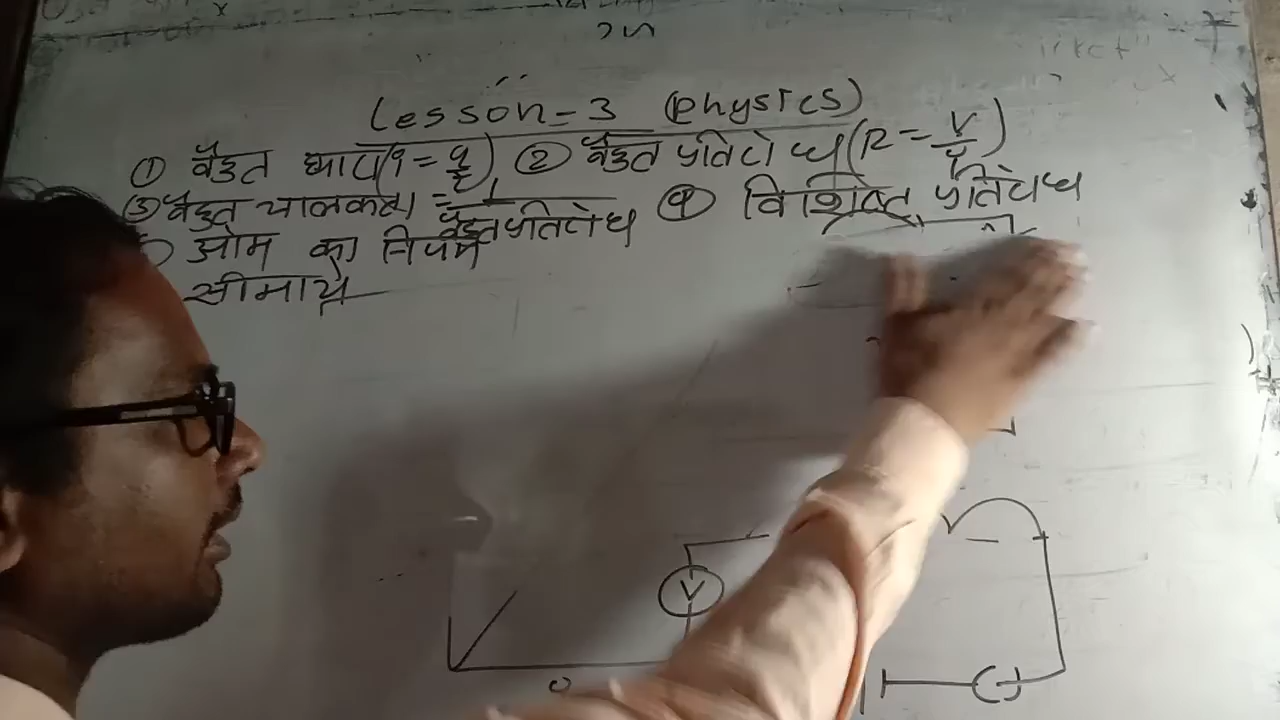 Lesson-3 (Physics)
① वैद्युत धारा (i = q/t) ② वैद्युत प्रतिरोध (R = V/i)
③ वैद्युत चालकता = 1/वैद्युत प्रतिरोध ④ विशिष्ट प्रतिरोध
ओम का नियम
सीमायें
V